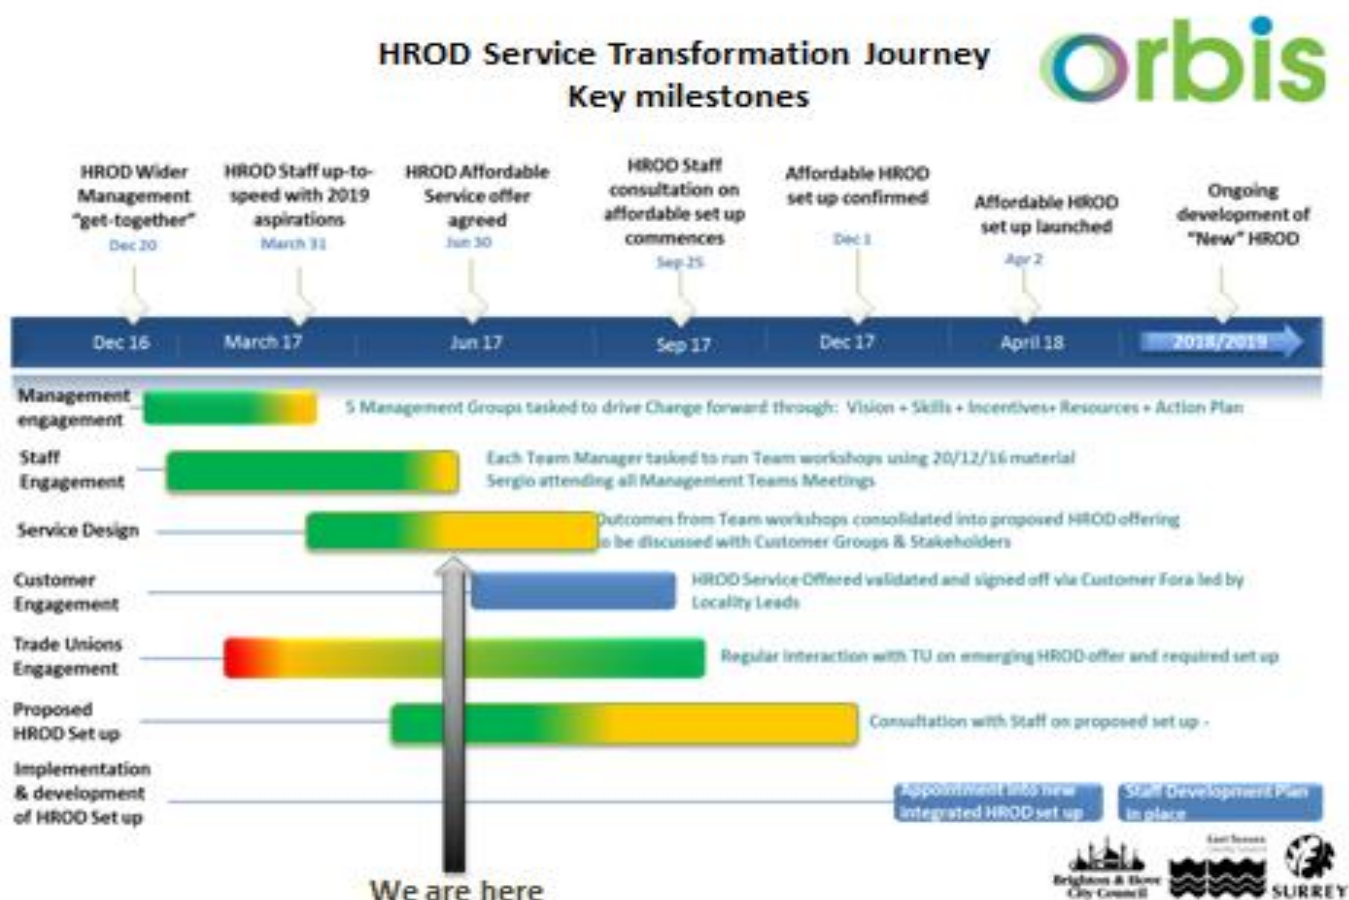 HROD Service Transformation Journey
Key milestones
orbis
HROD Wider
Management
"get-together"
Dec 20
HROD Staff up-to-
speed with 2019
aspirations
March 31
HROD Affordable
Service offer
agreed
Jun 30
HROD Staff
consultation on
affordable set up
commences
Sep 25
Affordable HROD
set up confirmed
Dec 1
Affordable HROD
set up launched
Apr 2
Ongoing
development of
"New" HROD
Dec 16
March 17
Jun 17
Sep 17
Dec 17
April 18
2018/2019
Management
engagement
5 Management Groups tasked to drive Change forward through: Vision + Skills + Incentives+ Resources + Action Plan
Staff
Engagement
Each Team Manager tasked to run Team workshops using 20/12/16 material
Sergio attending all Management Teams Meetings
Service Design
Outcomes from Team workshops consolidated into proposed HROD offering
o be discussed with Customer Groups & Stakeholders
Customer
Engagement
HROD Service Offered validated and signed off via Customer Fora led by
Locality Leads
Trade Unions
Engagement
Regular interaction with TU on emerging HROD offer and required set up
Proposed
HROD Set up
Consultation with Staff on proposed set up -
Implementation
& development
of HROD Set up
Appointment into new
integrated HROD set up
Staff Development Plan
in place
We are here
Brighton & Hove
City Council
East Sussex
SURREY